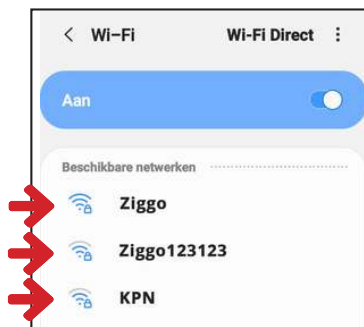 < Wi-Fi Wi-Fi Direct
Aan
Beschikbare netwerken
Ziggo
Ziggo123123
KPN